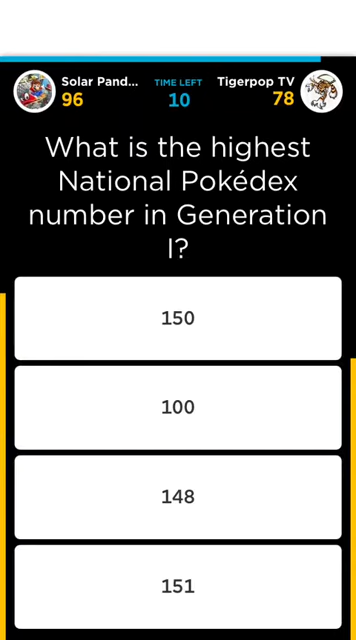 Solar Pand... TIME LEFT Tigerpop TV
96 10 78
What is the highest
National Pokédex
number in Generation
I?
150
100
148
151